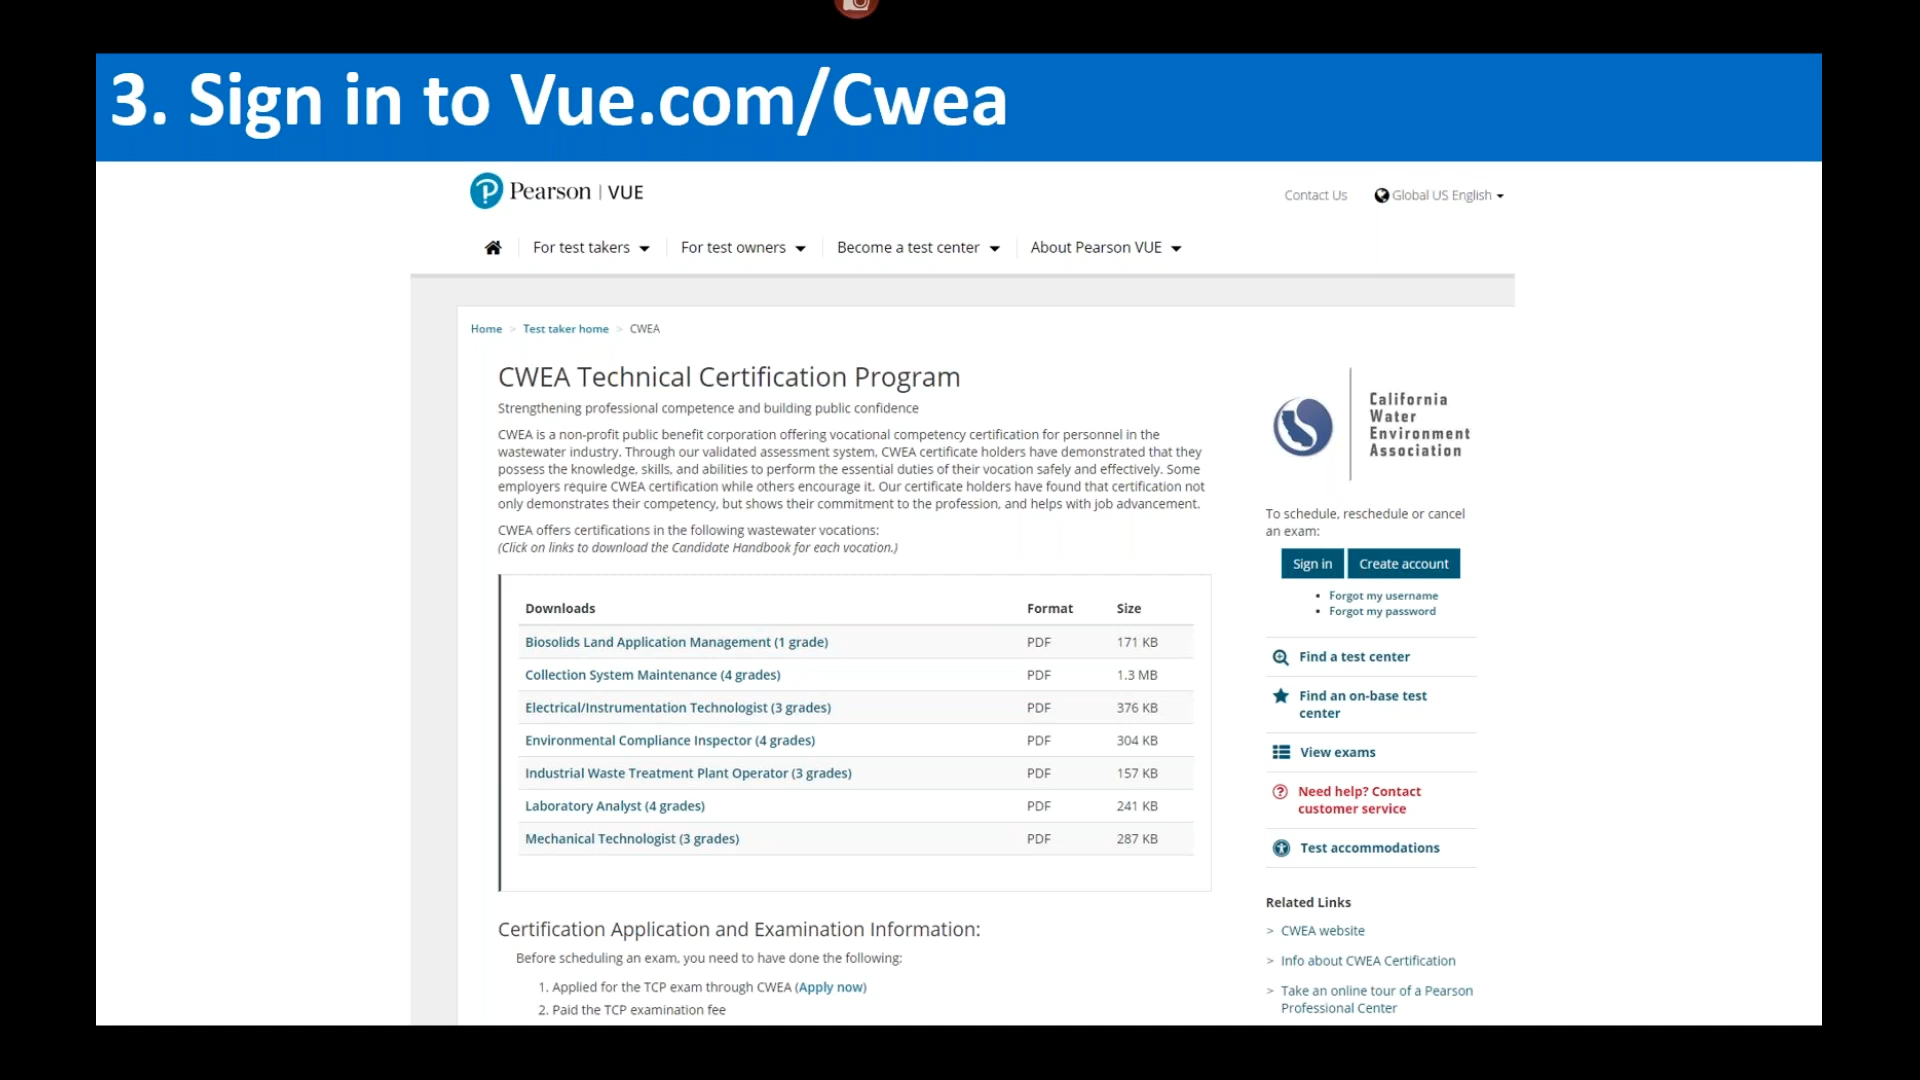 3. Sign in to Vue.com/Cwea
Pearson | VUE
Contact Us
Global US English
For test takers
For test owners
Become a test center
About Pearson VUE
Home > Test taker home > CWEA
CWEA Technical Certification Program
Strengthening professional competence and building public confidence
CWEA is a non-profit public benefit corporation offering vocational competency certification for personnel in the
wastewater industry. Through our validated assessment system, CWEA certificate holders have demonstrated that they
possess the knowledge, skills, and abilities to perform the essential duties of their vocation safely and effectively. Some
employers require CWEA certification while others encourage it. Our certificate holders have found that certification not
only demonstrates their competency, but shows their commitment to the profession, and helps with job advancement.
CWEA offers certifications in the following wastewater vocations:
(Click on links to download the Candidate Handbook for each vocation.)
Downloads Format Size
Biosolids Land Application Management (1 grade) PDF 171 KB
Collection System Maintenance (4 grades) PDF 1.3 MB
Electrical/Instrumentation Technologist (3 grades) PDF 376 KB
Environmental Compliance Inspector (4 grades) PDF 304 KB
Industrial Waste Treatment Plant Operator (3 grades) PDF 157 KB
Laboratory Analyst (4 grades) PDF 241 KB
Mechanical Technologist (3 grades) PDF 287 KB
Certification Application and Examination Information:
Before scheduling an exam, you need to have done the following:
1. Applied for the TCP exam through CWEA (Apply now)
2. Paid the TCP examination fee
California
Water
Environment
Association
To schedule, reschedule or cancel
an exam:
Sign in
Create account
• Forgot my username
• Forgot my password
Find a test center
Find an on-base test
center
View exams
Need help? Contact
customer service
Test accommodations
Related Links
> CWEA website
> Info about CWEA Certification
> Take an online tour of a Pearson
Professional Center